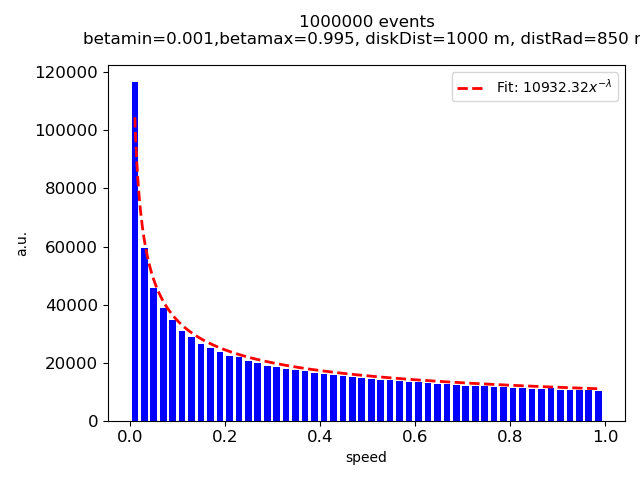 1000000 events
betamin=0.001,betamax=0.995, diskDist=1000 m, distRad=850
120000
100000
80000
60000
40000
20000
0
a.u.
Fit: 10932.32x^{-λ}
0.0 0.2 0.4 0.6 0.8 1.0
speed